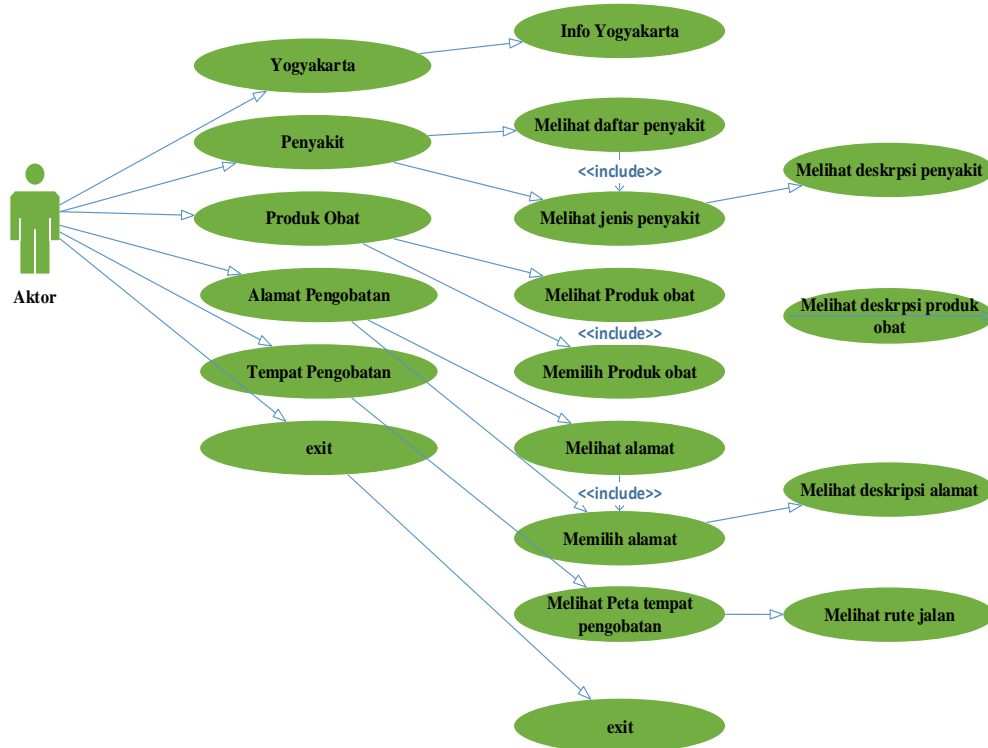 Info Yogyakarta
Yogyakarta
Melihat daftar penyakit
Penyakit
<<include>>
Melihat deskrpsi penyakit
Produk Obat
Melihat jenis penyakit
Aktor
Alamat Pengobatan
Melihat Produk obat
Melihat deskrpsi produk
obat
<<include>>
Tempat Pengobatan
Memilih Produk obat
exit
Melihat alamat
<<include>>
Melihat deskripsi alamat
Memilih alamat
Melihat Peta tempat
pengobatan
Melihat rute jalan
exit